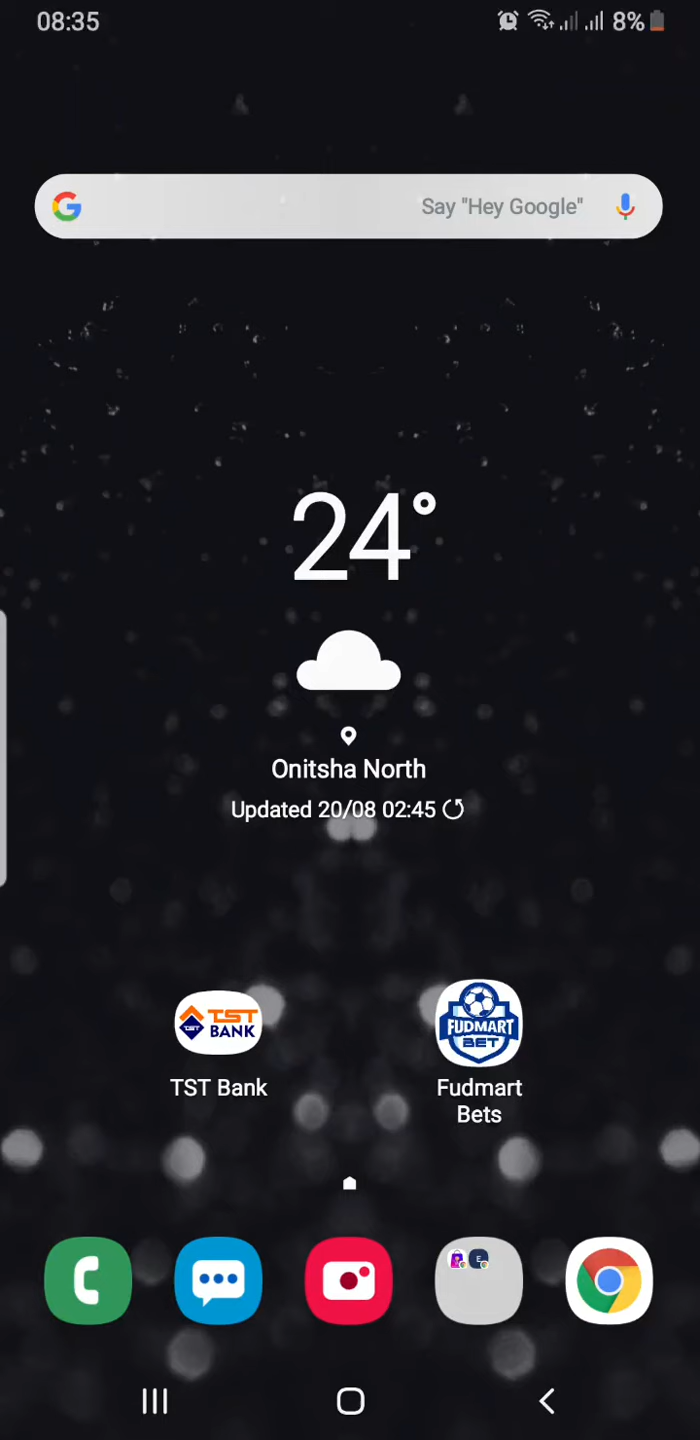 08:35
8%
Say "Hey Google"
24°
Onitsha North
Updated 20/08 02:45
TST
TST
BANK
FUDMART
BET
TST Bank
Fudmart
Bets
E